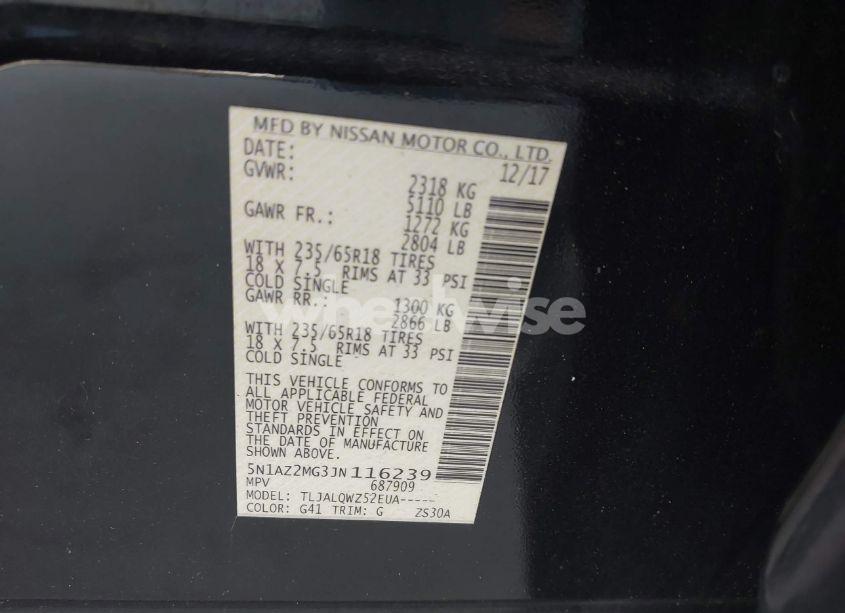 MFD BY NISSAN MOTOR CO., LTD.
DATE: 12/17
GVWR: 2318 KG
5110 LB
GAWR FR.: 1272 KG
2804 LB
WITH 235/65R18 TIRES
18 X 7.5 RIMS AT 33 PSI
COLD SINGLE
GAWR RR.: 1300 KG
2866 LB
WITH 235/65R18 TIRES
18 X 7.5 RIMS AT 33 PSI
COLD SINGLE
THIS VEHICLE CONFORMS TO
ALL APPLICABLE FEDERAL
MOTOR VEHICLE SAFETY AND
THEFT PREVENTION
STANDARDS IN EFFECT ON
THE DATE OF MANUFACTURE
SHOWN ABOVE.
5N1AZ2MG3JN116239
MPV 687909
MODEL: TLJALQWZ52EUA-----
COLOR: G41 TRIM: G ZS30A
wheelwise